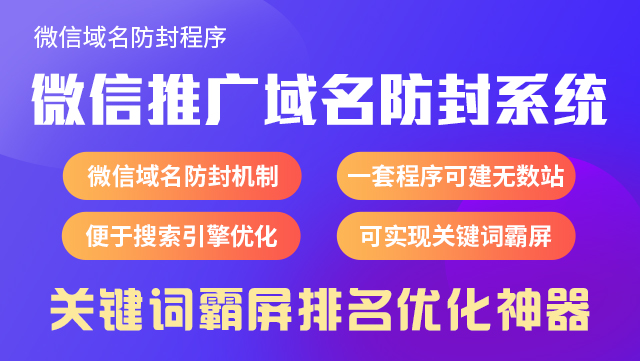 微信域名防封程序
微信推广域名防封系统
微信域名防封机制
一套程序可建无数站
便于搜索引擎优化
可实现关键词霸屏
关键词霸屏排名优化神器